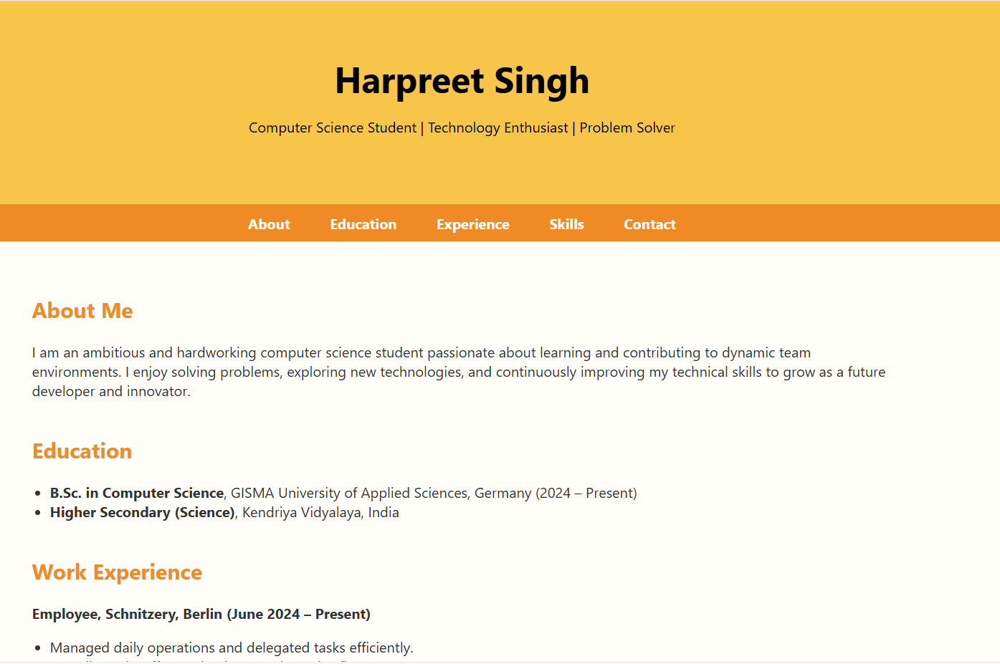 Harpreet Singh
Computer Science Student | Technology Enthusiast | Problem Solver
About Education Experience Skills Contact
About Me
I am an ambitious and hardworking computer science student passionate about learning and contributing to dynamic team
environments. I enjoy solving problems, exploring new technologies, and continuously improving my technical skills to grow as a future
developer and innovator.
Education
• B.Sc. in Computer Science, GISMA University of Applied Sciences, Germany (2024 – Present)
• Higher Secondary (Science), Kendriya Vidyalaya, India
Work Experience
Employee, Schnitzery, Berlin (June 2024 – Present)
• Managed daily operations and delegated tasks efficiently.